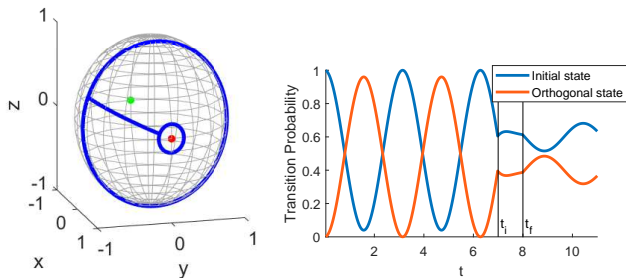 1
0
-1
z
-1
0
1
x
-1
0
1
y
Initial state
Orthogonal state
Transition Probability
1
0.8
0.6
0.4
0.2
0
t_i
t_f
2
4
6
8
10
t